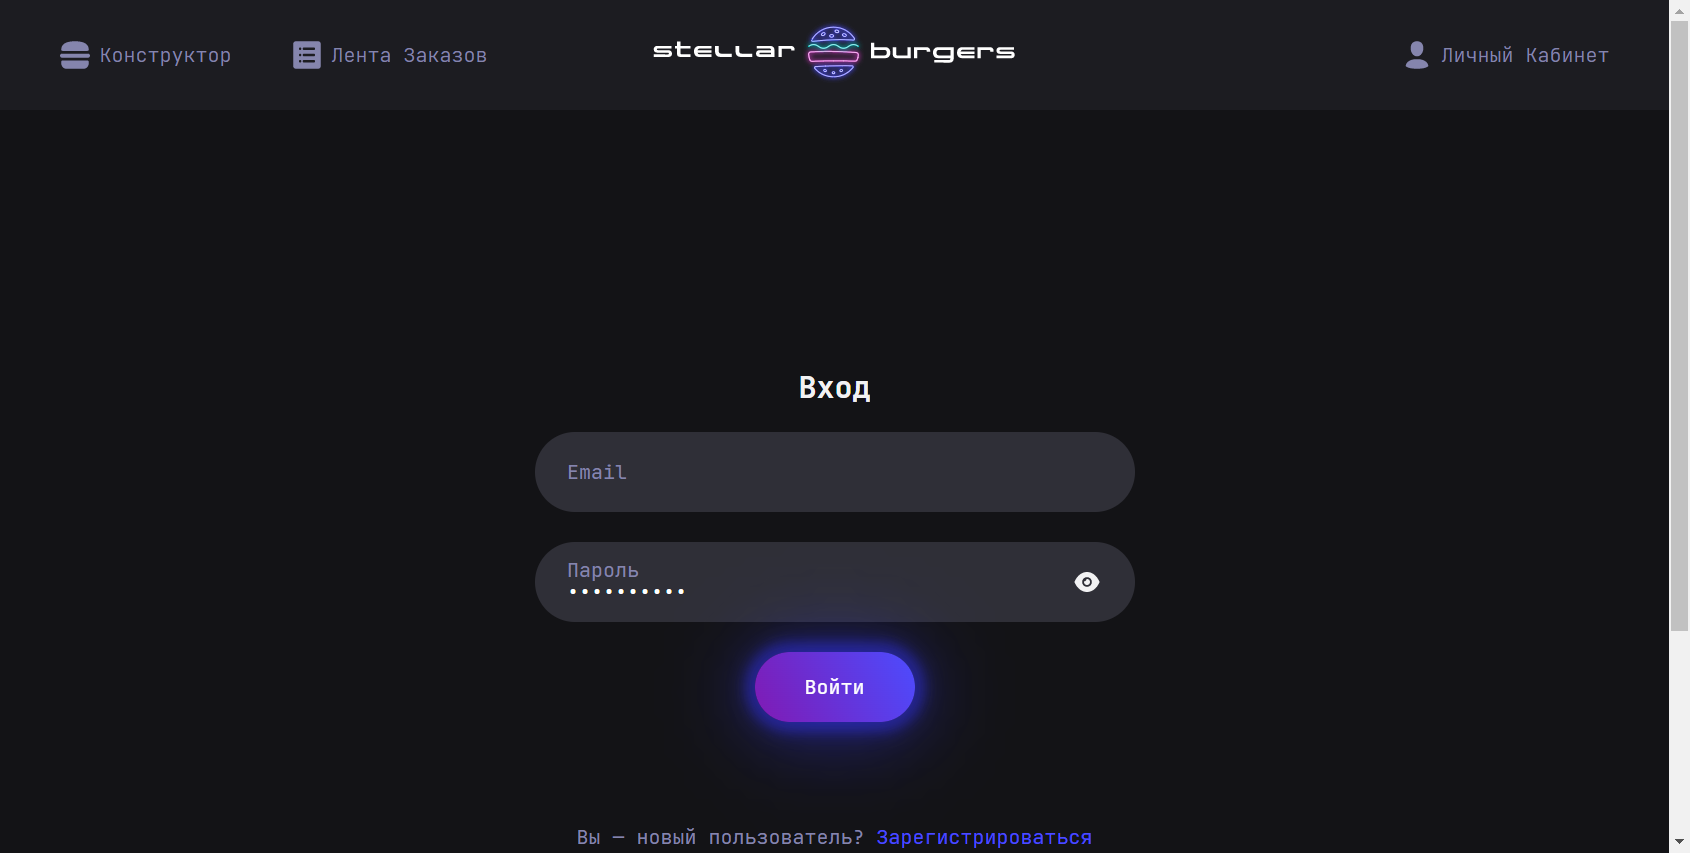 Конструктор
Лента Заказов
stellar burgers
Личный Кабинет
Вход
Email
Пароль
••••••••••
Войти
Вы — новый пользователь? Зарегистрироваться